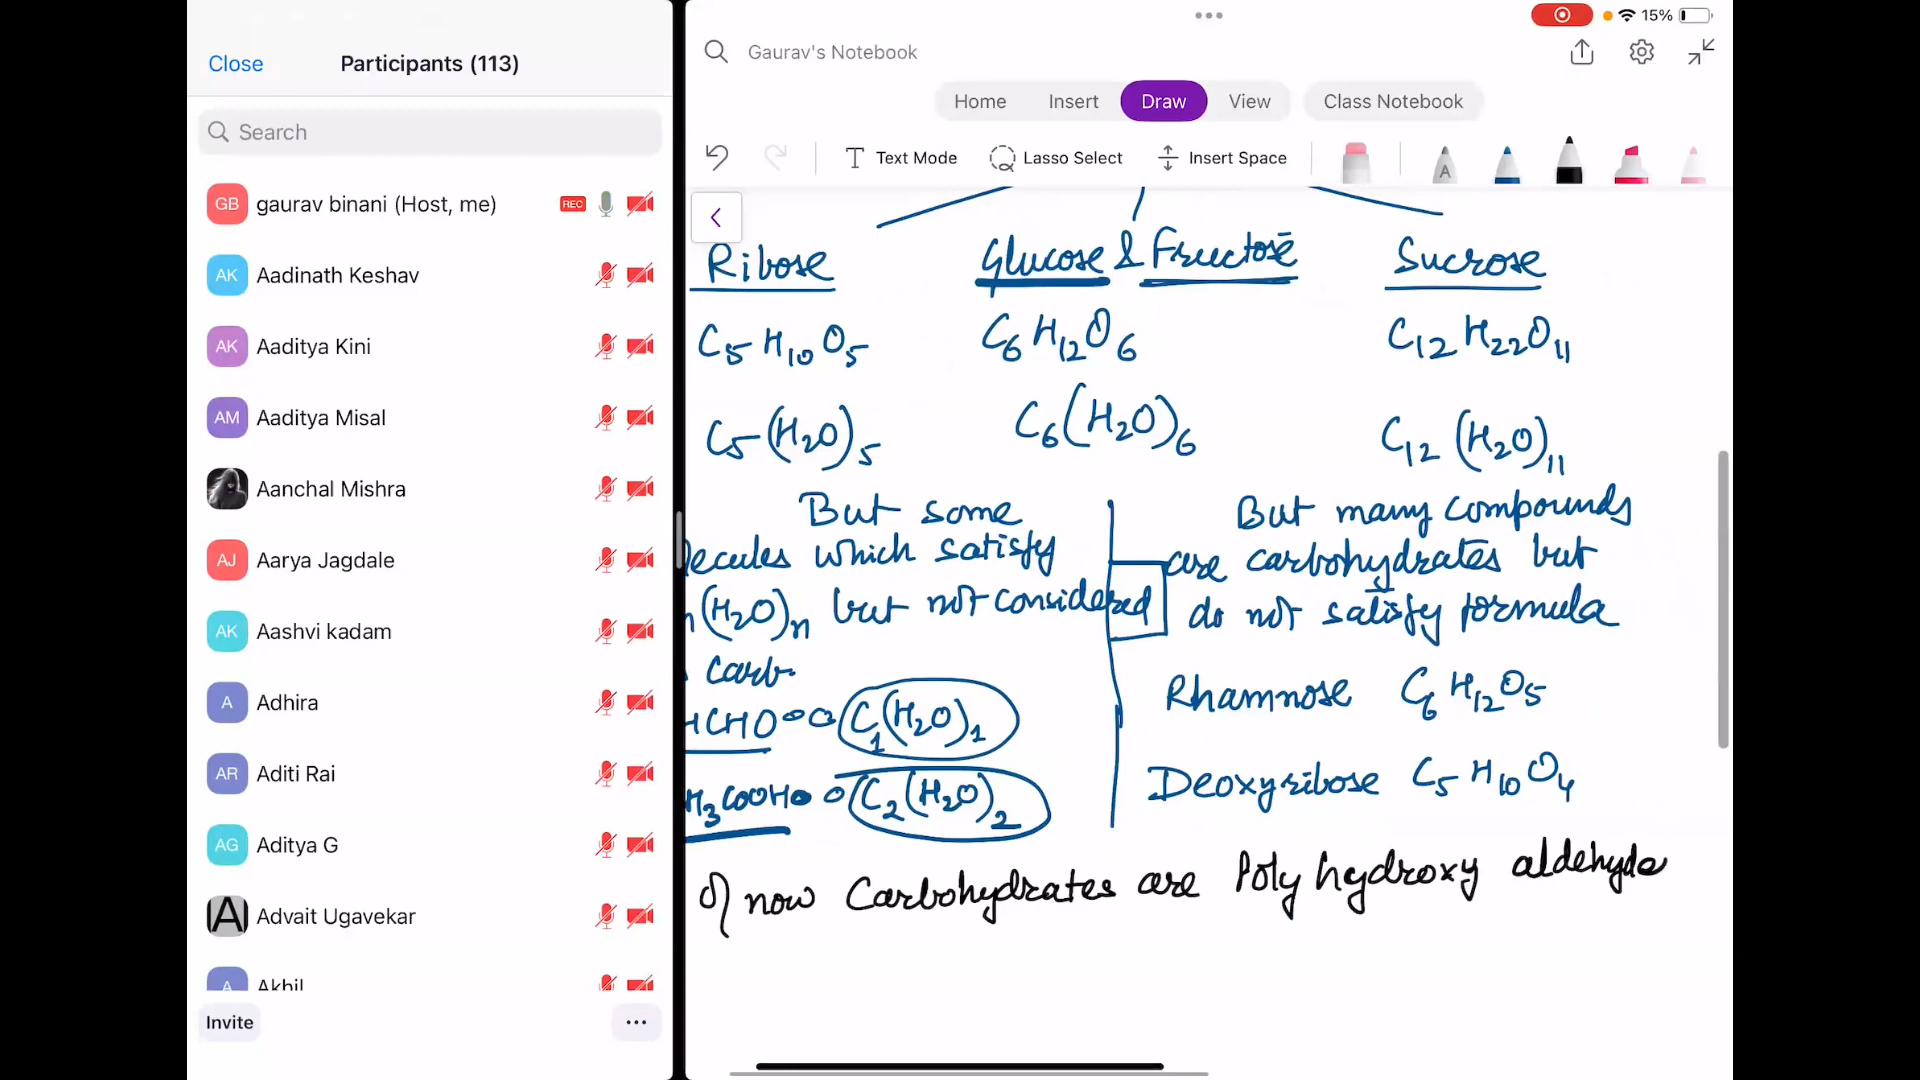 Close
Participants (113)
Search
GB
gaurav binani (Host, me)
REC
AK
Aadinath Keshav
AK
Aaditya Kini
AM
Aaditya Misal
Aanchal Mishra
AJ
Aarya Jagdale
AK
Aashvi kadam
A
Adhira
AR
Aditi Rai
AG
Aditya G
A
Advait Ugavekar
A
Akhil
Invite
15%
Gaurav's Notebook
Home
Insert
Draw
View
Class Notebook
Text Mode
Lasso Select
Insert Space
A
Ribose
Glucose & Fructose
Sucrose
C5H10O5
C6H12O6
C12H22O11
C5(H2O)5
C6(H2O)6
C12(H2O)11
But some
lecules which satisfy
(H2O)n but not considered
Carb.
HCHO
C1(H2O)1
H3COOH
C2(H2O)2
But many compounds
are carbohydrates but
do not satisfy formula
Rhamnose C6H12O5
Deoxyribose C5H10O4
now Carbohydrates are Poly hydroxy aldehyde